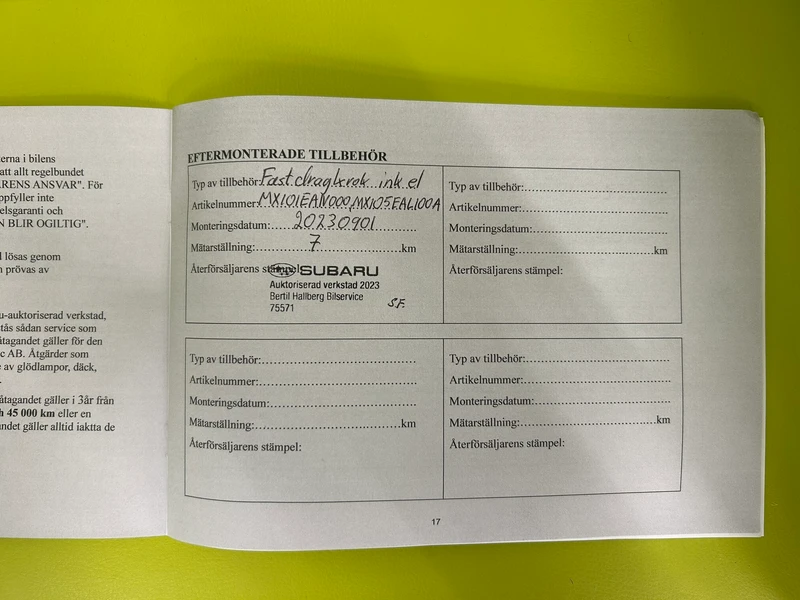 erna i bilens
att allt regelbundet
RENS ANSVAR". För
ppfyller inte
elsgaranti och
N BLIR OGILTIG".
l lösas genom
n prövas av
u-auktoriserad verkstad,
tås sådan service som
åtagandet gäller för den
c AB. Åtgärder som
e av glödlampor, däck,
åtagandet gäller i 3år från
h 45 000 km eller en
ndet gäller alltid iaktta de
EFTERMONTERADE TILLBEHÖR
Typ av tillbehör: Fast dragkrok ink el
Artikelnummer: MX101EAN000, MX105EAL100A
Monteringsdatum: 20230901
Mätarställning: 7 km
Återförsäljarens stämpel: SUBARU
Auktoriserad verkstad 2023
Bertil Hallberg Bilservice
75571 S.F.
Typ av tillbehör:
Artikelnummer:
Monteringsdatum:
Mätarställning: km
Återförsäljarens stämpel:
Typ av tillbehör:
Artikelnummer:
Monteringsdatum:
Mätarställning: km
Återförsäljarens stämpel:
Typ av tillbehör:
Artikelnummer:
Monteringsdatum:
Mätarställning: km
Återförsäljarens stämpel:
17